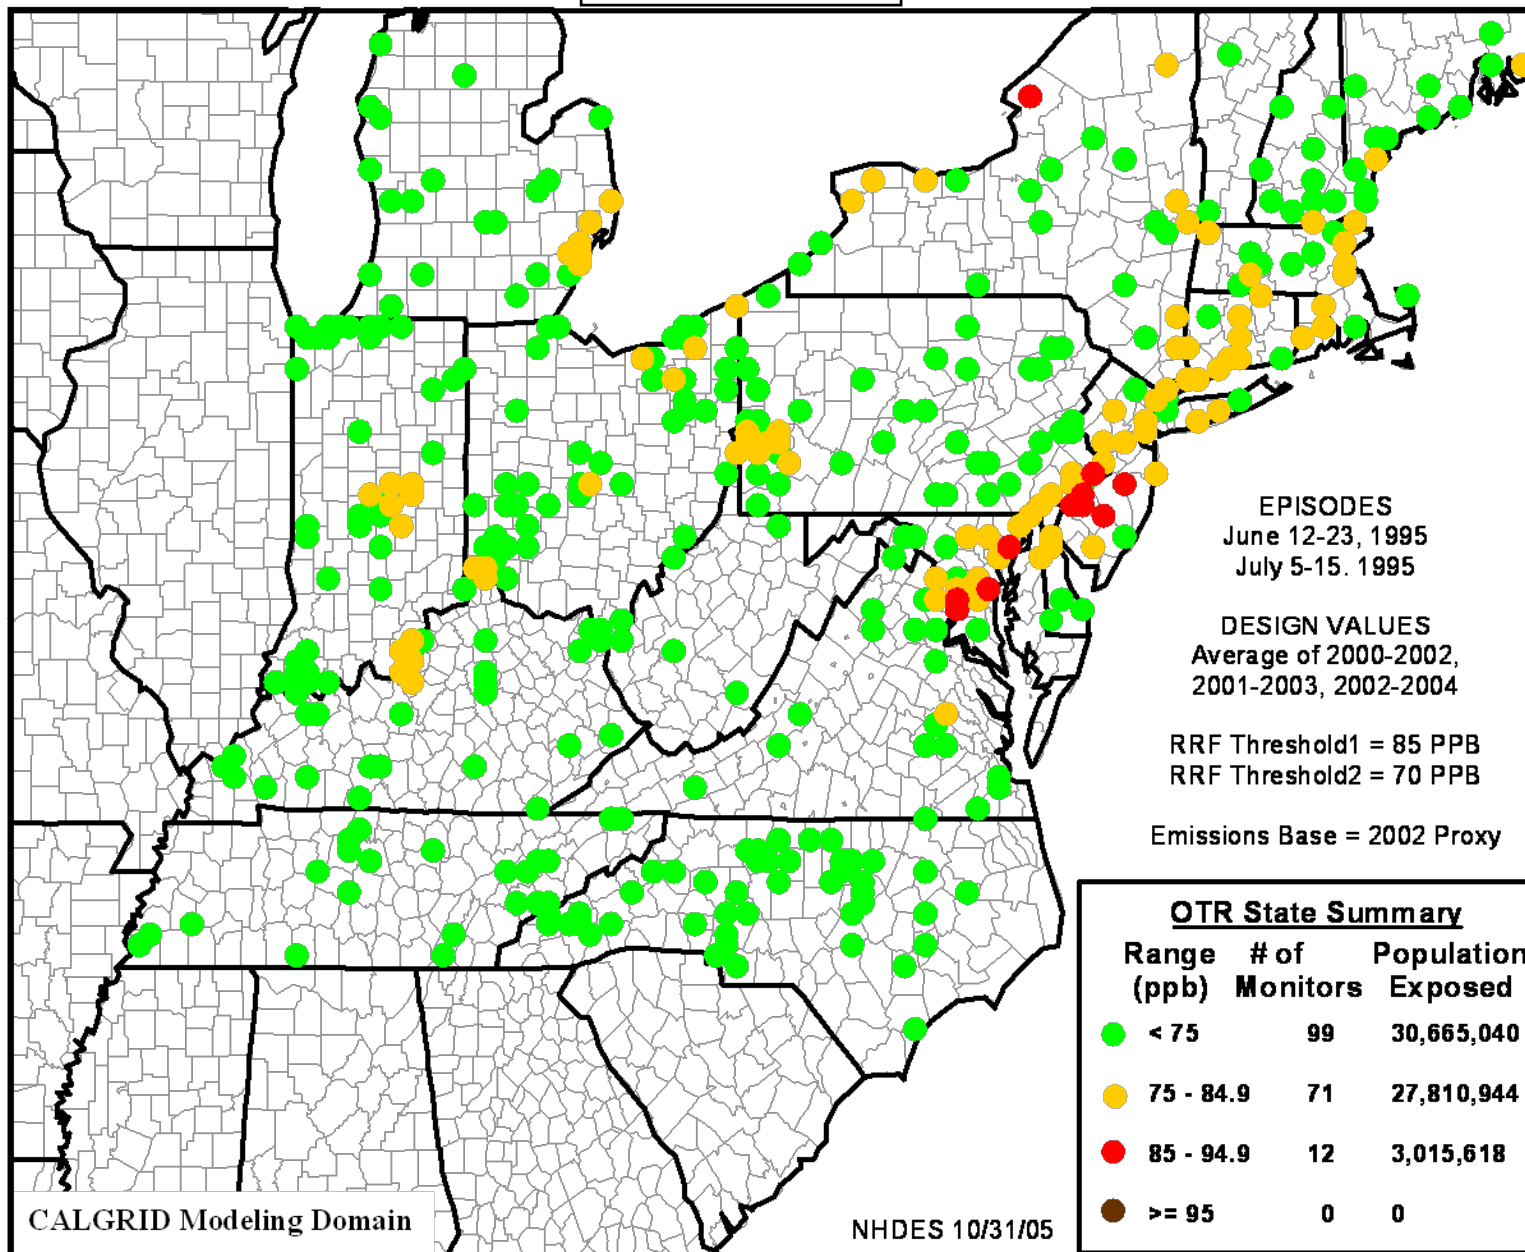 EPISODES
June 12-23, 1995
July 5-15. 1995
DESIGN VALUES
Average of 2000-2002,
2001-2003, 2002-2004
RRF Threshold1 = 85 PPB
RRF Threshold2 = 70 PPB
Emissions Base = 2002 Proxy
OTR State Summary
Range # of Population
(ppb) Monitors Exposed
< 75 99 30,665,040
75 - 84.9 71 27,810,944
85 - 94.9 12 3,015,618
>= 95 0 0
CALGRID Modeling Domain
NHDES 10/31/05